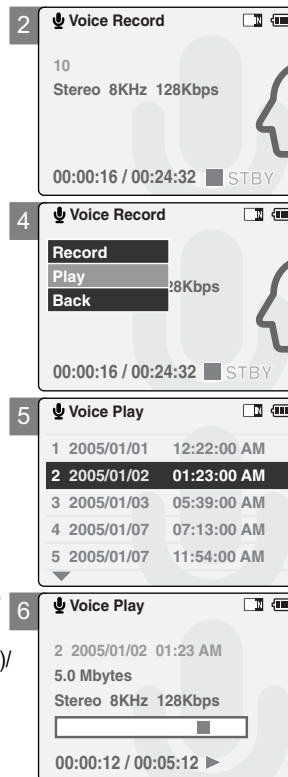 2
Voice Record
IN
10
Stereo 8KHz 128Kbps
00:00:16 / 00:24:32 STBY
4
Voice Record
IN
Record
Play
28Kbps
Back
00:00:16 / 00:24:32 STBY
5
Voice Play
IN
1 2005/01/01 12:22:00 AM
2 2005/01/02 01:23:00 AM
3 2005/01/03 05:39:00 AM
4 2005/01/07 07:13:00 AM
5 2005/01/07 11:54:00 AM
6
Voice Play
IN
2 2005/01/02 01:23 AM
)/
5.0 Mbytes
Stereo 8KHz 128Kbps
00:00:12 / 00:05:12